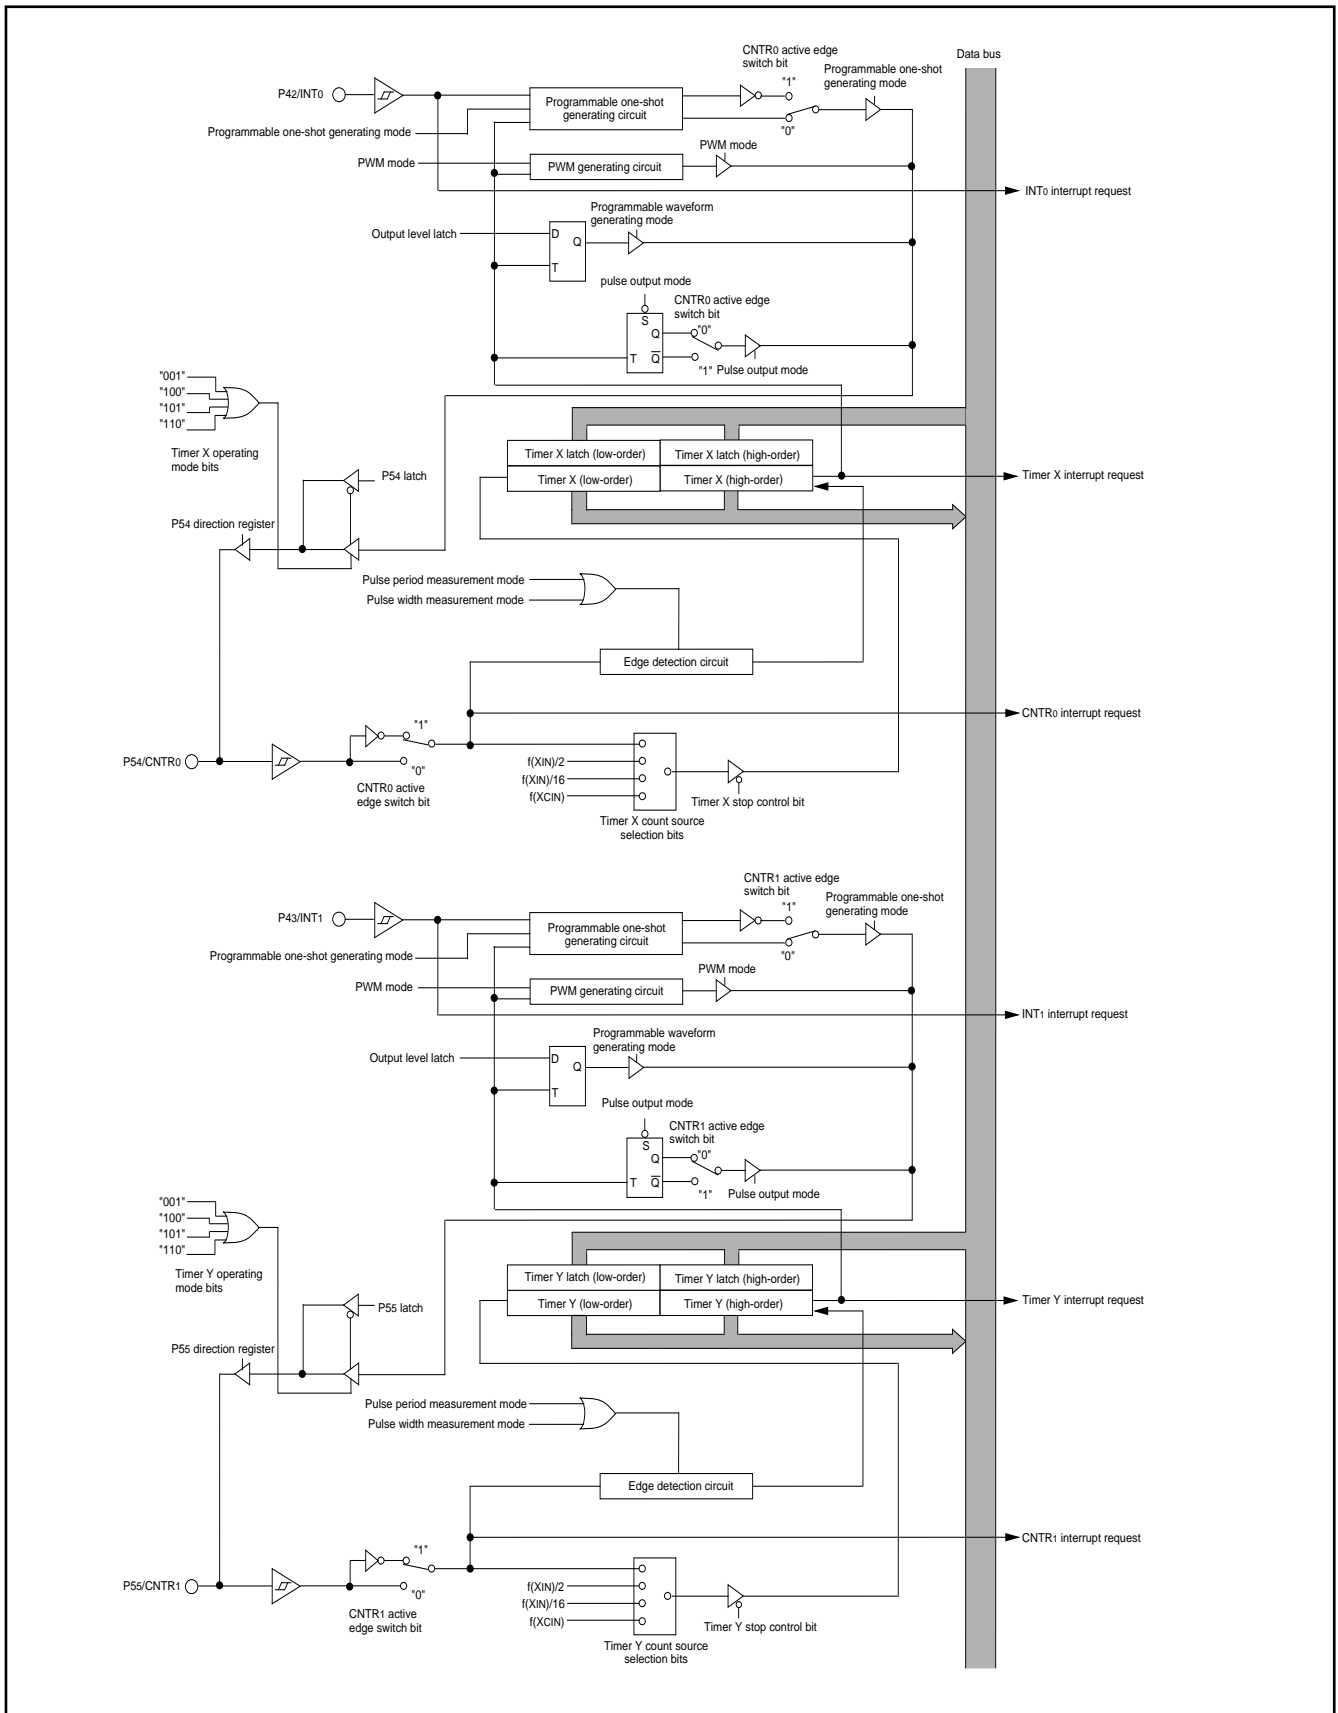 Data bus
CNTR0 active edge
switch bit
"1"
Programmable one-shot
generating mode
P42/INT0
Programmable one-shot
generating circuit
Programmable one-shot generating mode
"0"
PWM mode
PWM mode
PWM generating circuit
INT0 interrupt request
Programmable waveform
generating mode
Output level latch
D
Q
T
pulse output mode
CNTR0 active edge
switch bit
S
Q
"0"
T
Q
"1"
Pulse output mode
"001"
"100"
"101"
"110"
Timer X operating
mode bits
Timer X latch (low-order)
Timer X latch (high-order)
Timer X (low-order)
Timer X (high-order)
Timer X interrupt request
P54 latch
P54 direction register
Pulse period measurement mode
Pulse width measurement mode
Edge detection circuit
CNTR0 interrupt request
"1"
P54/CNTR0
"0"
CNTR0 active
edge switch bit
f(XIN)/2
f(XIN)/16
f(XCIN)
Timer X stop control bit
Timer X count source
selection bits
CNTR1 active edge
switch bit
"1"
Programmable one-shot
generating mode
P43/INT1
Programmable one-shot
generating circuit
Programmable one-shot generating mode
"0"
PWM mode
PWM mode
PWM generating circuit
INT1 interrupt request
Programmable waveform
generating mode
Output level latch
D
Q
T
Pulse output mode
CNTR1 active edge
switch bit
S
Q
"0"
T
Q
"1"
Pulse output mode
"001"
"100"
"101"
"110"
Timer Y operating
mode bits
Timer Y latch (low-order)
Timer Y latch (high-order)
Timer Y (low-order)
Timer Y (high-order)
Timer Y interrupt request
P55 latch
P55 direction register
Pulse period measurement mode
Pulse width measurement mode
Edge detection circuit
CNTR1 interrupt request
"1"
P55/CNTR1
"0"
CNTR1 active
edge switch bit
f(XIN)/2
f(XIN)/16
f(XCIN)
Timer Y stop control bit
Timer Y count source
selection bits